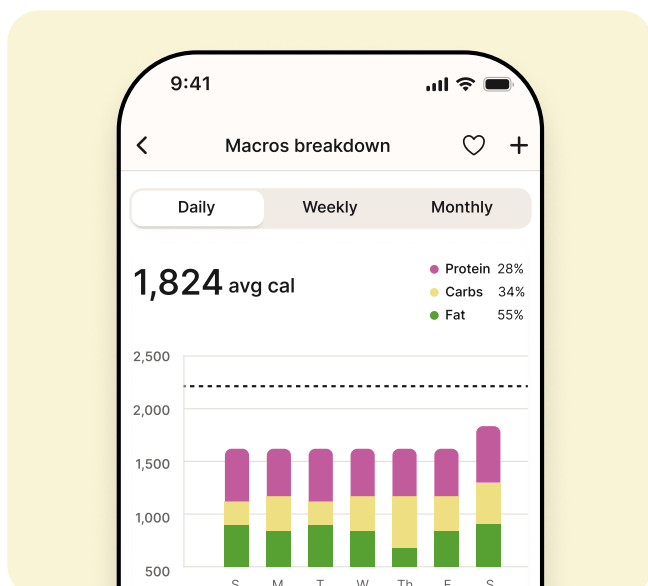 9:41
Macros breakdown
Daily Weekly Monthly
1,824 avg cal
Protein 28%
Carbs 34%
Fat 55%
2,500
2,000
1,500
1,000
500
S M T W Th F S